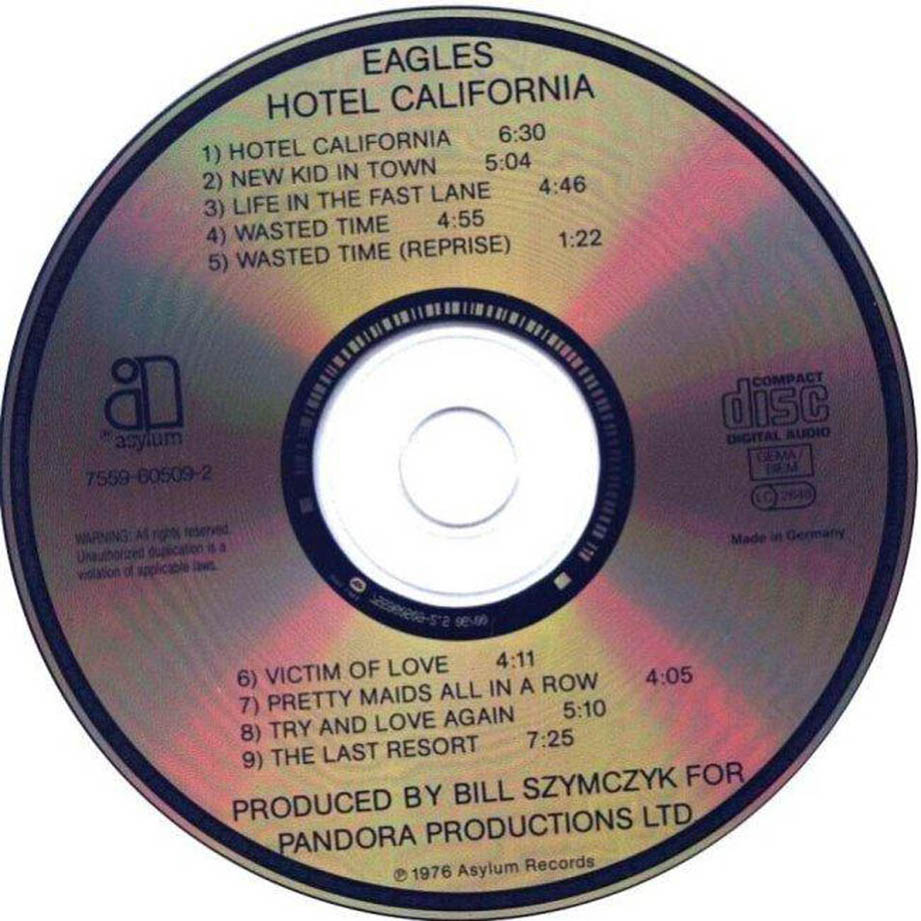 EAGLES
HOTEL CALIFORNIA
1) HOTEL CALIFORNIA 6:30
2) NEW KID IN TOWN 5:04
3) LIFE IN THE FAST LANE 4:46
4) WASTED TIME 4:55
5) WASTED TIME (REPRISE) 1:22
asylum
7559-60509-2
WARNING: All rights reserved.
Unauthorized duplication is a
violation of applicable laws.
COMPACT
disc
DIGITAL AUDIO
GEMA/
BIEM
LC 2646
Made in Germany
6) VICTIM OF LOVE 4:11
7) PRETTY MAIDS ALL IN A ROW 4:05
8) TRY AND LOVE AGAIN 5:10
9) THE LAST RESORT 7:25
PRODUCED BY BILL SZYMCZYK FOR
PANDORA PRODUCTIONS LTD
℗ 1976 Asylum Records